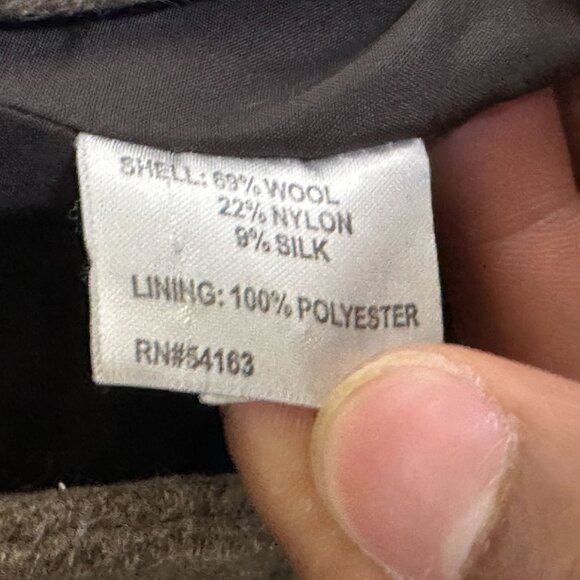 SHELL: 69% WOOL
22% NYLON
9% SILK
LINING: 100% POLYESTER
RN#54163